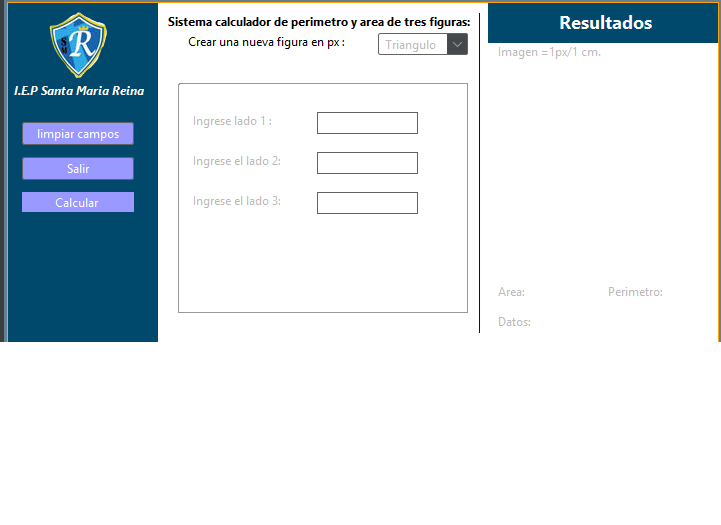 S M R
I.E.P Santa Maria Reina
limpiar campos
Salir
Calcular
Sistema calculador de perimetro y area de tres figuras:
Crear una nueva figura en px :
Triangulo
Ingrese lado 1 :
Ingrese el lado 2:
Ingrese el lado 3:
Resultados
Imagen =1px/1 cm.
Area:
Perimetro:
Datos: